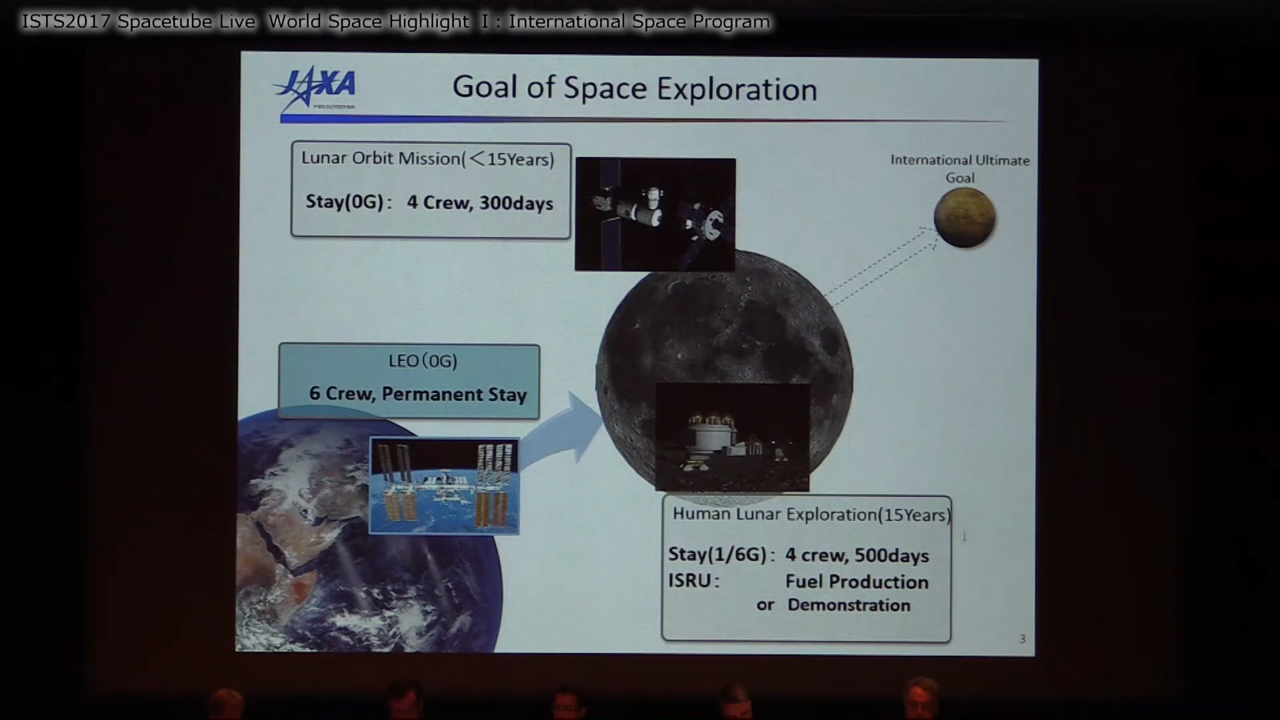 ISTS2017 Spacetube Live World Space Highlight I : International Space Program
JAXA
Goal of Space Exploration
Lunar Orbit Mission(<15Years)
Stay(0G): 4 Crew, 300days
International Ultimate
Goal
LEO(0G)
6 Crew, Permanent Stay
Human Lunar Exploration(15Years)
Stay(1/6G): 4 crew, 500days
ISRU: Fuel Production
or Demonstration
3